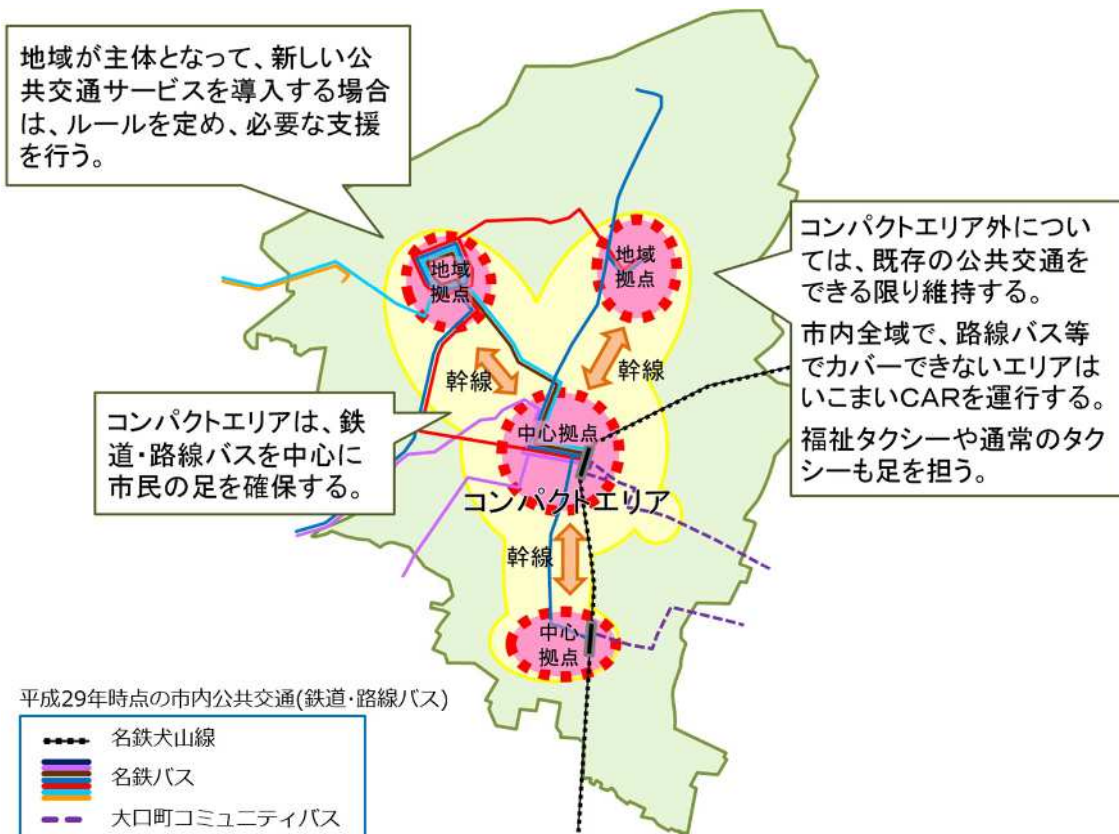 地域が主体となって、新しい公
共交通サービスを導入する場合
は、ルールを定め、必要な支援
を行う。
コンパクトエリア外につい
ては、既存の公共交通を
できる限り維持する。
市内全域で、路線バス等
でカバーできないエリアは
いこまいCARを運行する。
福祉タクシーや通常のタク
シーも足を担う。
地域
拠点
地域
拠点
幹線
幹線
コンパクトエリアは、鉄
道・路線バスを中心に
市民の足を確保する。
中心拠点
コンパクトエリア
幹線
中心
拠点
平成29年時点の市内公共交通(鉄道・路線バス)
名鉄犬山線
名鉄バス
大口町コミュニティバス